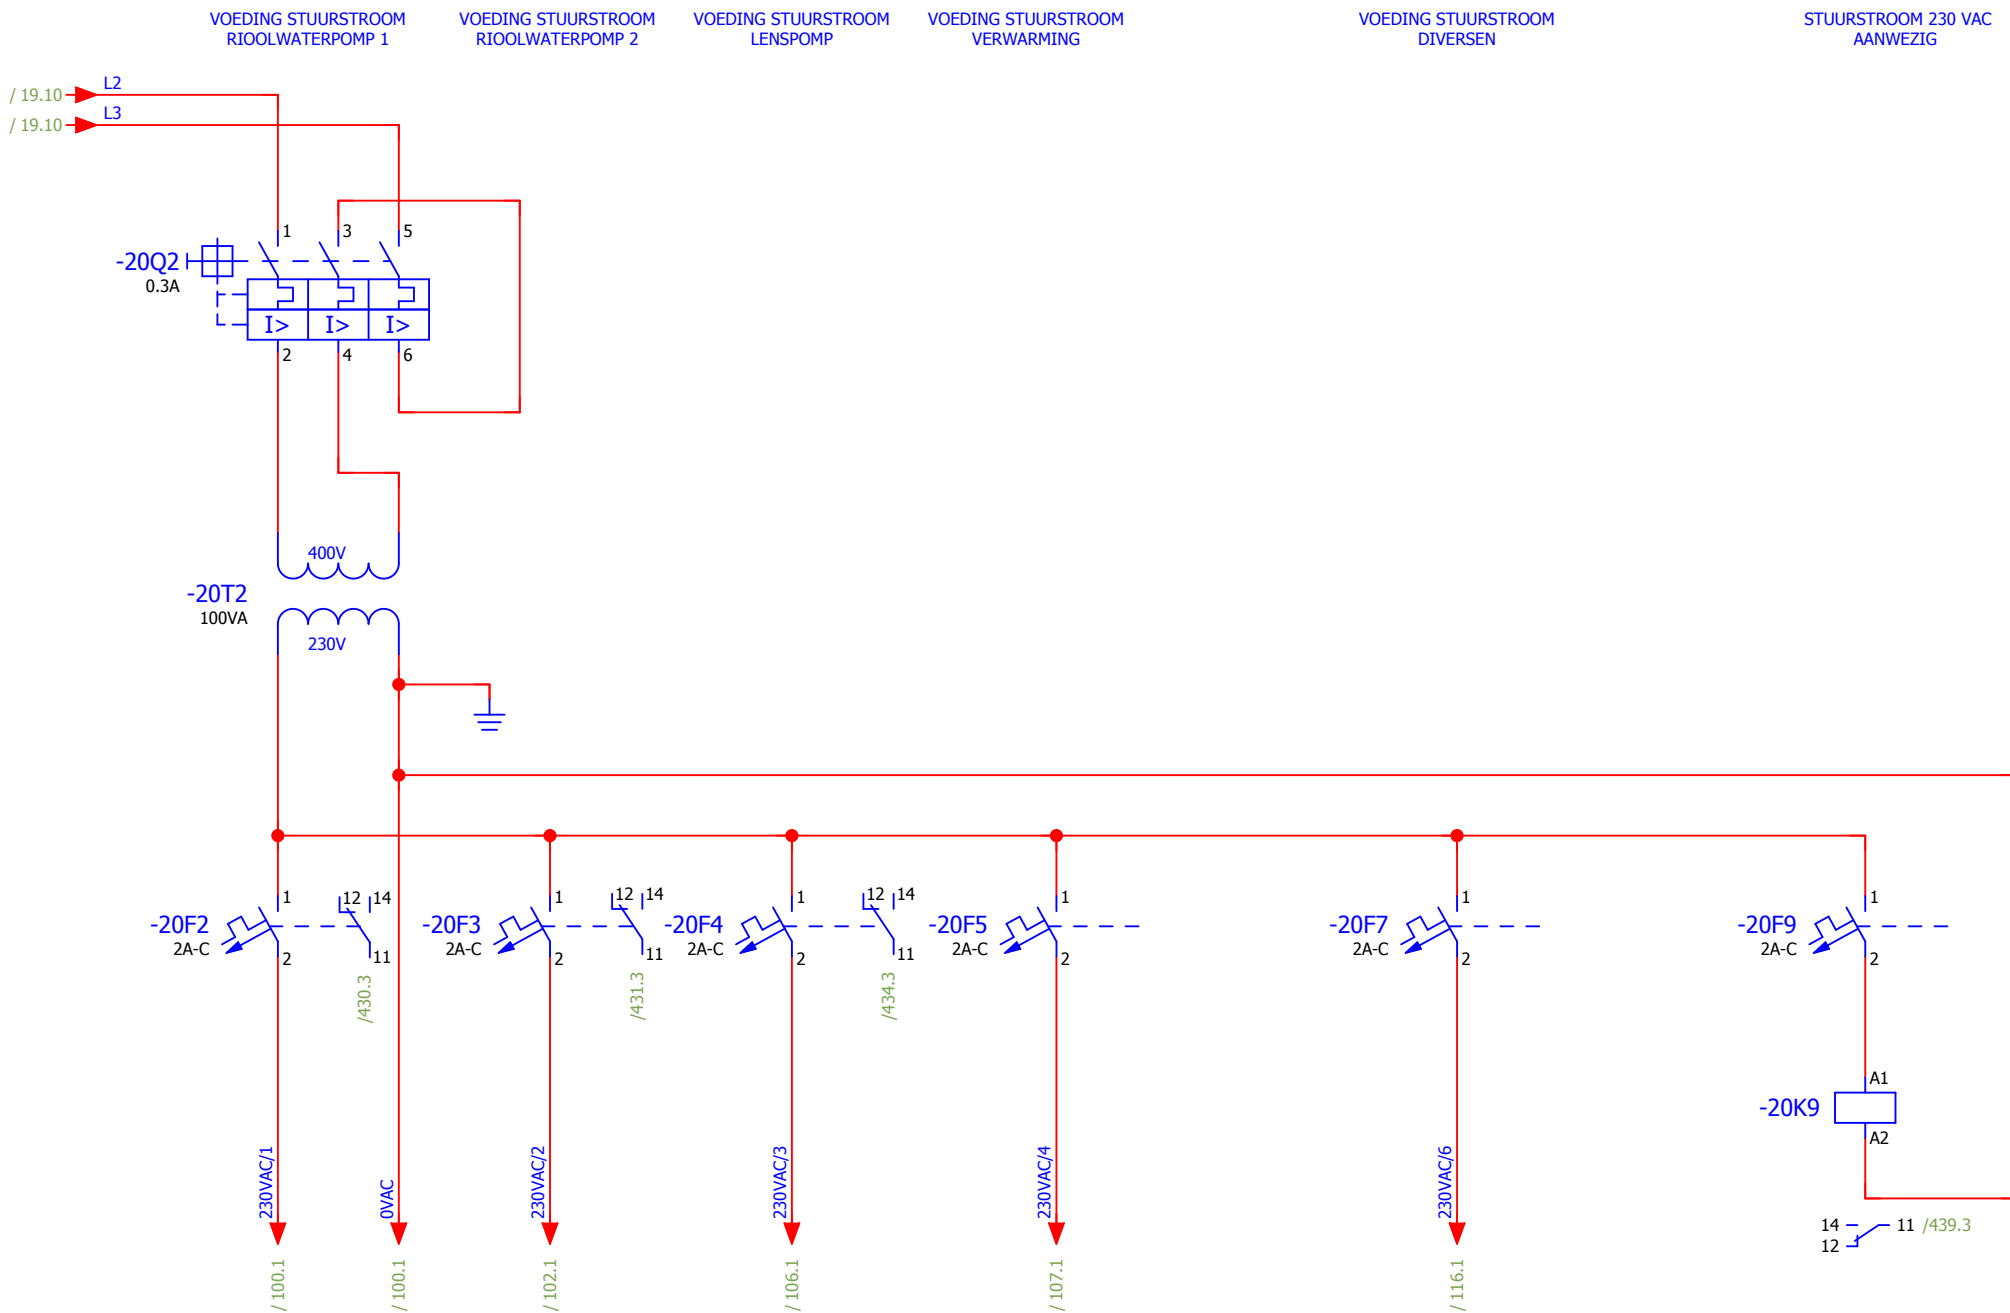 VOEDING STUURSTROOM
RIOOLWATERPOMP 1
VOEDING STUURSTROOM
RIOOLWATERPOMP 2
VOEDING STUURSTROOM
LENSPOMP
VOEDING STUURSTROOM
VERWARMING
VOEDING STUURSTROOM
DIVERSEN
STUURSTROOM 230 VAC
AANWEZIG
/ 19.10
L2
/ 19.10
L3
1
3
5
-20Q2
0.3A
I>
I>
I>
2
4
6
400V
-20T2
100VA
230V
1
12
14
-20F2
2A-C
2
11
/430.3
1
12
14
-20F3
2A-C
2
11
/431.3
1
12
14
-20F4
2A-C
2
11
/434.3
1
-20F5
2A-C
2
1
-20F7
2A-C
2
1
-20F9
2A-C
2
A1
-20K9
A2
230VAC/1
0VAC
230VAC/2
230VAC/3
230VAC/4
230VAC/6
14
11 /439.3
12
/ 100.1
/ 100.1
/ 102.1
/ 106.1
/ 107.1
/ 116.1